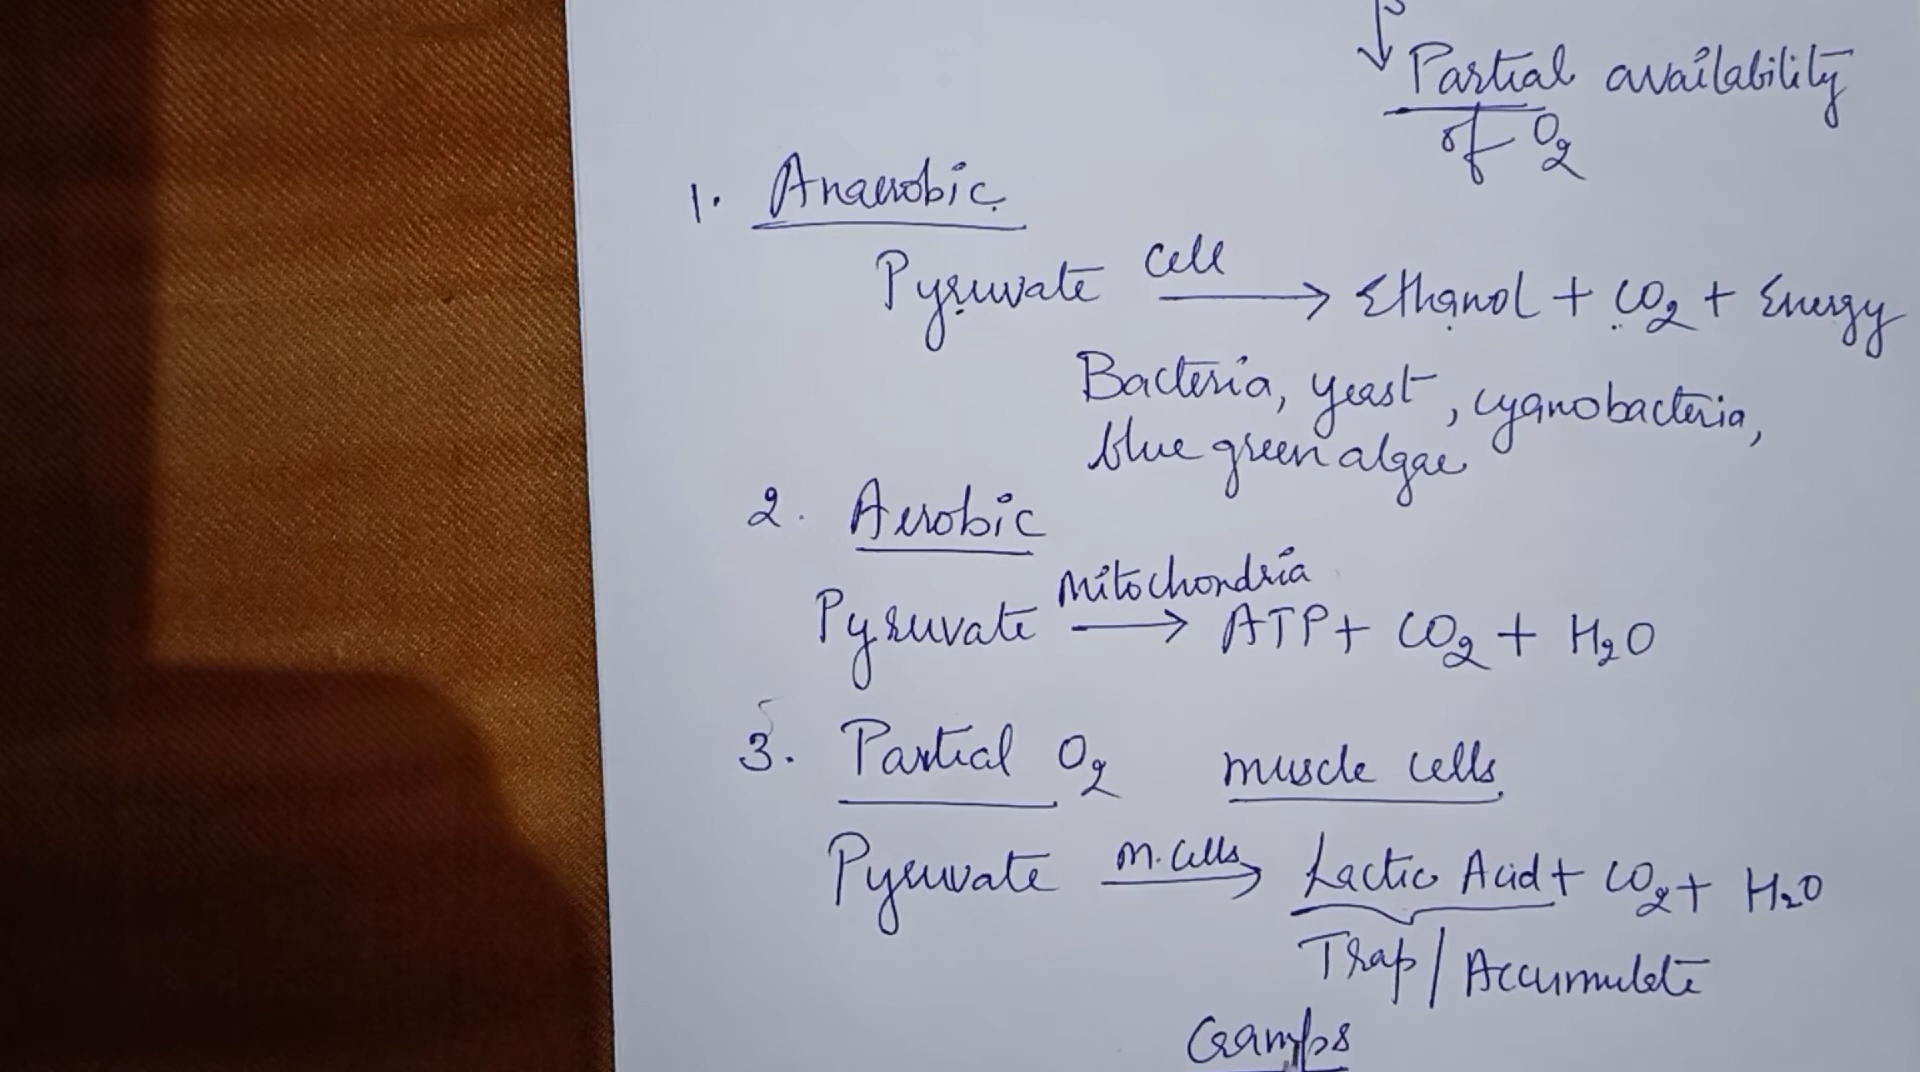 Partial availability
of O₂
1. Anaerobic
Pyruvate cell → Ethanol + CO₂ + Energy
Bacteria, yeast, cyanobacteria,
blue green algae
2. Aerobic
Pyruvate Mitochondria → ATP + CO₂ + H₂O
3. Partial O₂ muscle cells
Pyruvate M. Cells → Lactic Acid + CO₂ + H₂O
Trap / Accumulate
Cramps